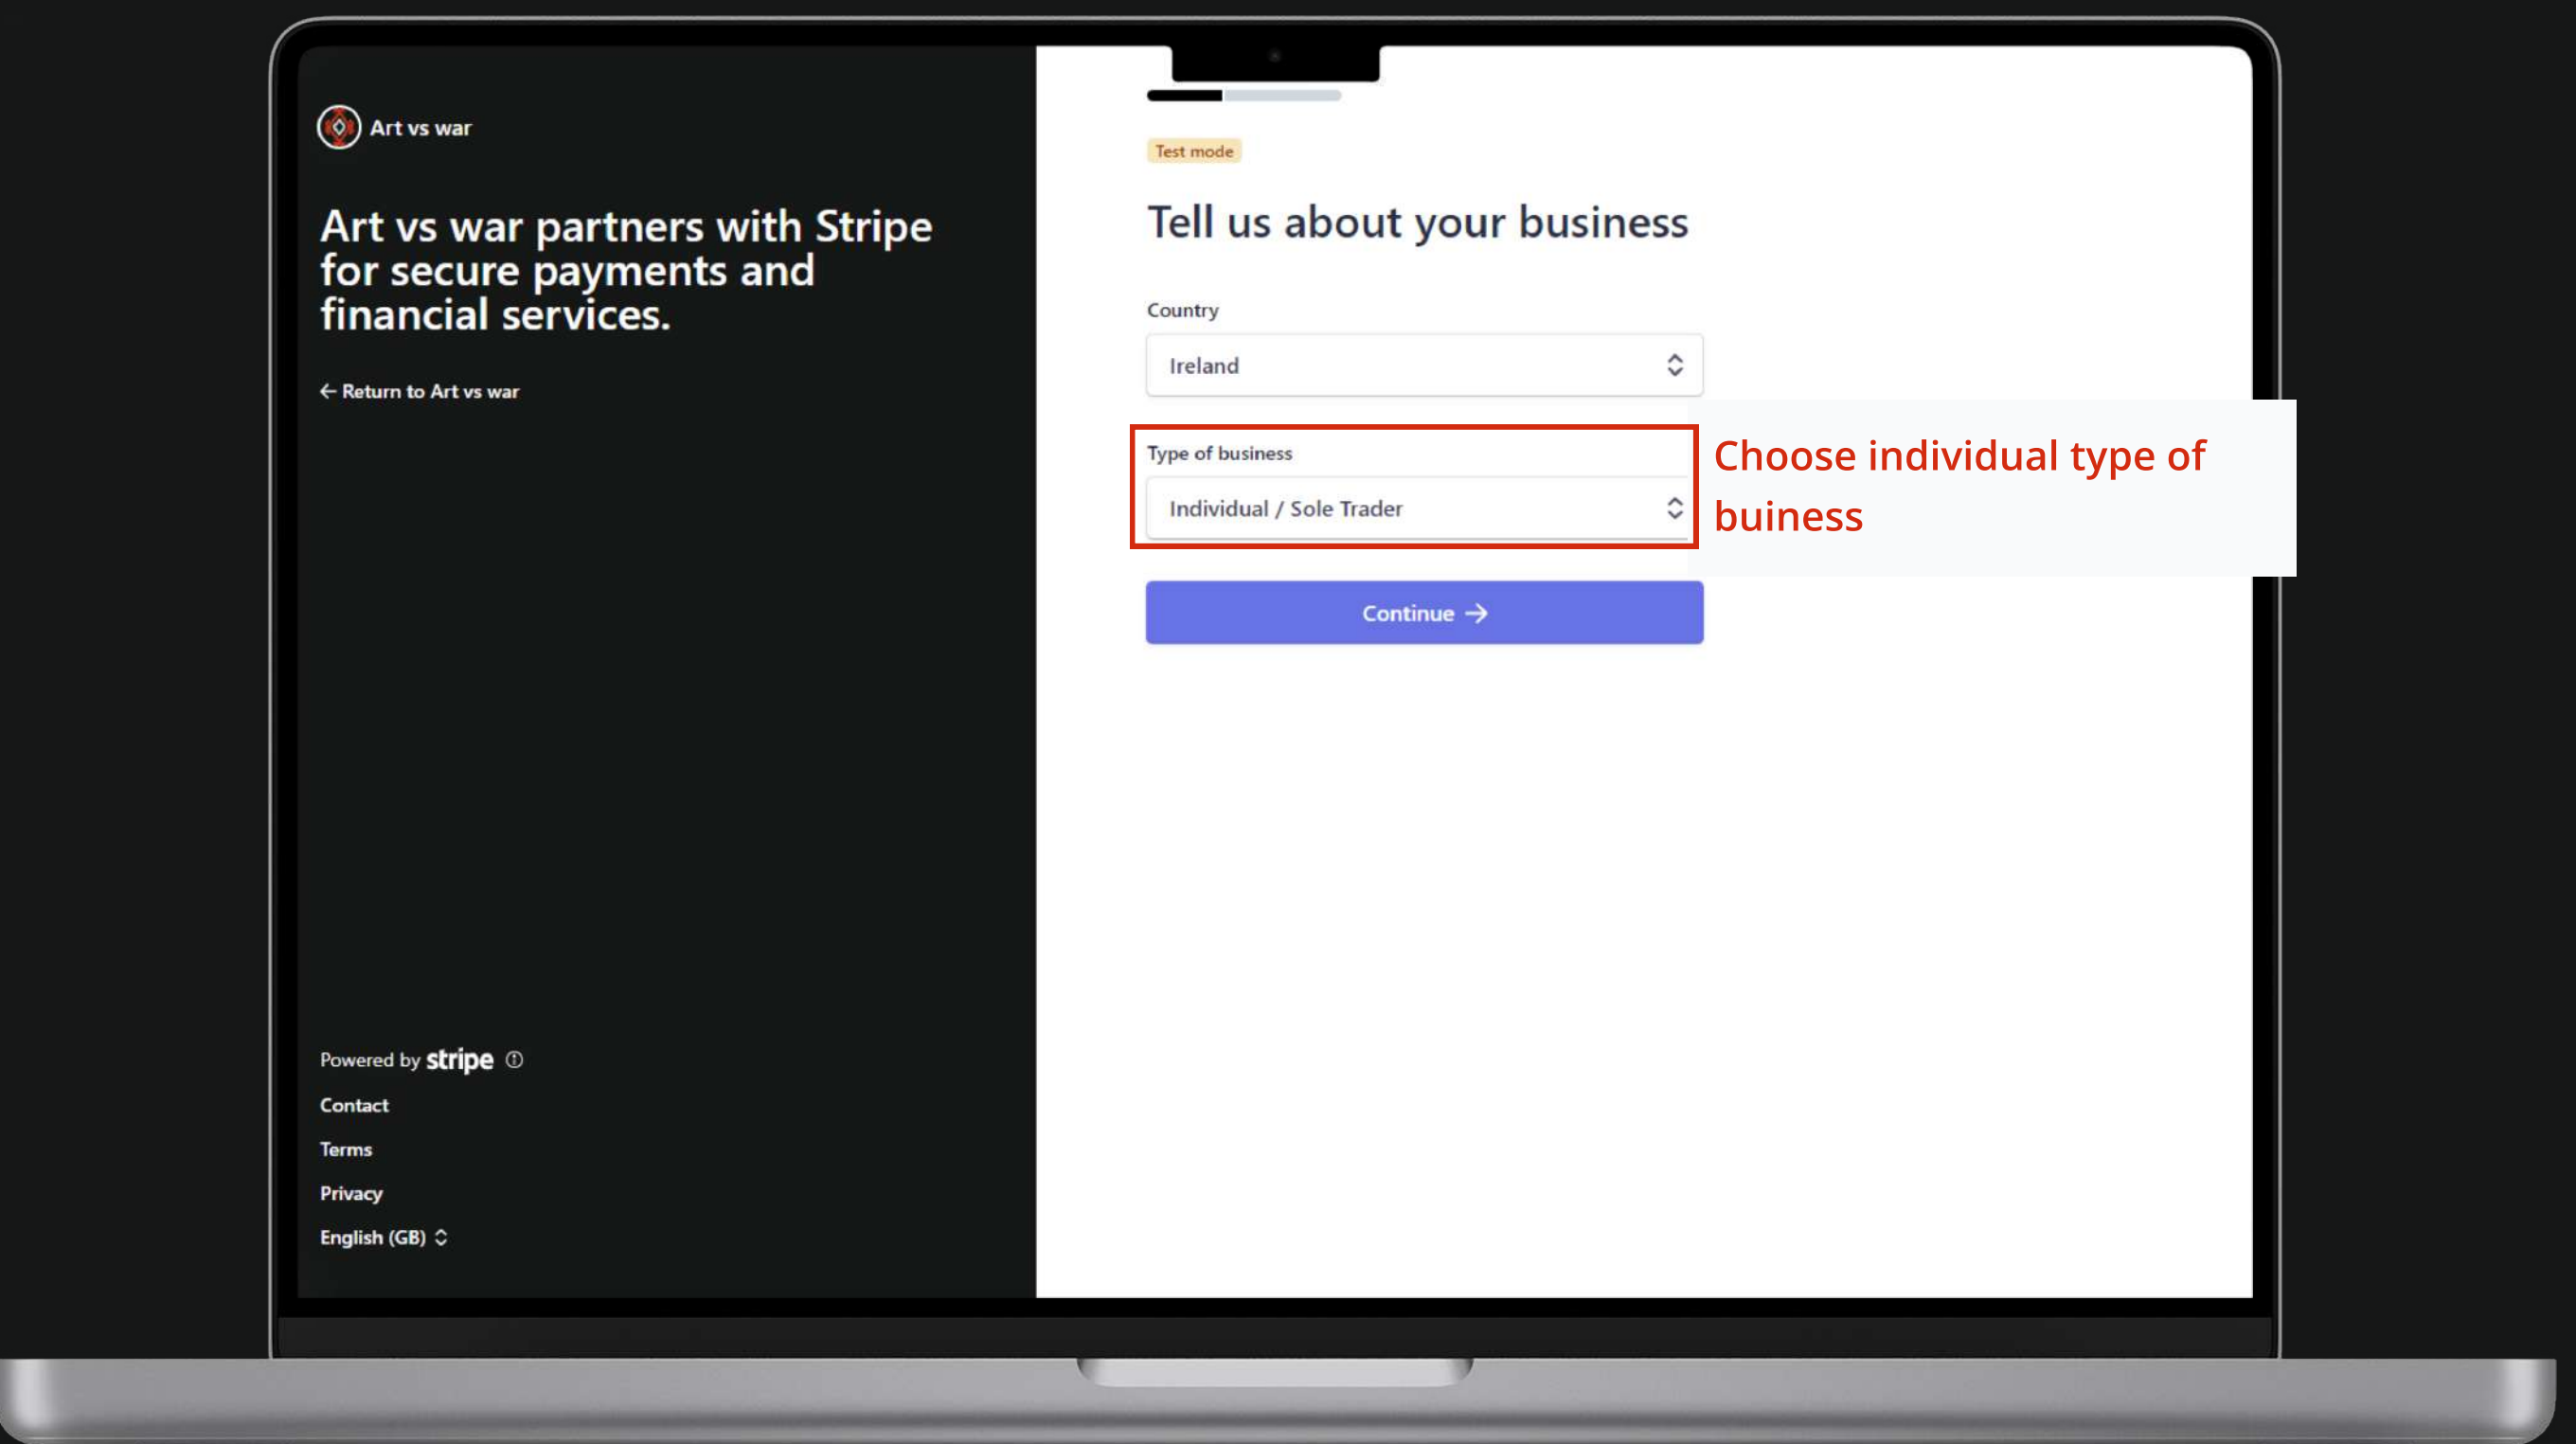 Art vs war
Art vs war partners with Stripe
for secure payments and
financial services.
← Return to Art vs war
Powered by stripe
Contact
Terms
Privacy
English (GB)
Test mode
Tell us about your business
Country
Ireland
Type of business
Individual / Sole Trader
Continue →
Choose individual type of
buiness